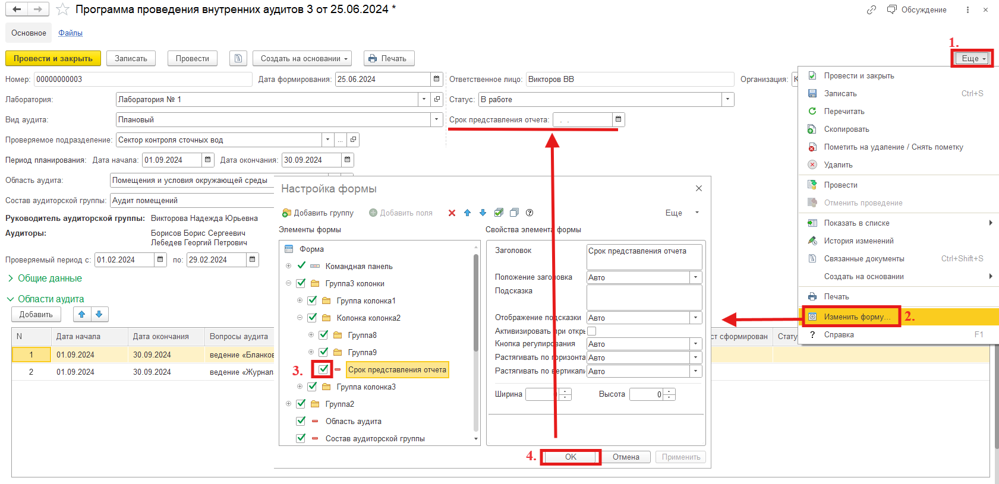 Программа проведения внутренних аудитов 3 от 25.06.2024 *
Обсуждение
Основное Файлы
1.
Провести и закрыть Записать Провести Создать на основании Печать Еще
Номер: 00000000003 Дата формирования: 25.06.2024 Ответственное лицо: Викторов ВВ Организация:
Лаборатория: Лаборатория № 1 Статус: В работе
Вид аудита: Плановый Срок представления отчета: . .
Проверяемое подразделение: Сектор контроля сточных вод ...
Период планирования: Дата начала: 01.09.2024 Дата окончания: 30.09.2024
Область аудита: Помещения и условия окружающей среды
Состав аудиторской группы: Аудит помещений
Руководитель аудиторской группы: Викторова Надежда Юрьевна
Аудиторы: Борисов Борис Сергеевич
Лебедев Георгий Петрович
Проверяемый период с: 01.02.2024 по: 29.02.2024
Общие данные
Области аудита
Добавить
N Дата начала Дата окончания Вопросы аудита ст сформирован Стату
1 01.09.2024 30.09.2024 ведение «Бланков
2 01.09.2024 30.09.2024 ведение «Журнал
Провести и закрыть
Записать Ctrl+S
Перечитать
Скопировать
Пометить на удаление / Снять пометку
Удалить
Провести
Отменить проведение
Показать в списке
История изменений
Связанные документы Ctrl+Shift+S
Создать на основании
Печать
Изменить форму... 2.
? Справка F1
Настройка формы
Добавить группу Добавить поля ? Еще
Элементы формы
Форма
Командная панель
Группа3 колонки
Группа колонка1
Колонка колонка2
Группа8
Группа9
3. Срок представления отчета
Группа колонка3
Группа2
Область аудита
Состав аудиторской группы
Свойства элемента формы
Заголовок Срок представления отчета
Положение заголовка Авто
Подсказка
Отображение подсказки Авто
Активизировать при откры
Кнопка регулирования Авто
Растягивать по горизонта Авто
Растягивать по вертикали Авто
Ширина Высота 0
4. OK Отмена Применить